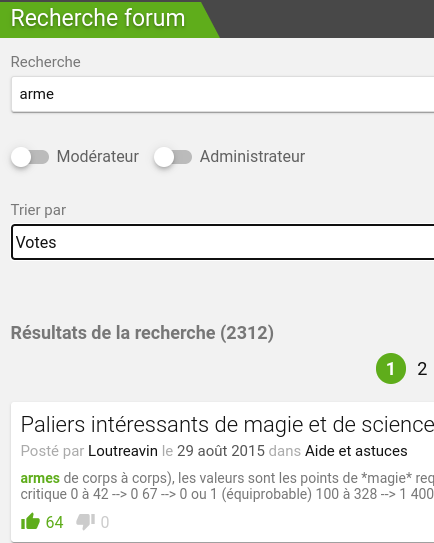 Recherche forum
Recherche
arme
Modérateur Administrateur
Trier par
Votes
Résultats de la recherche (2312)
1 2
Paliers intéressants de magie et de science
Posté par Loutreavin le 29 août 2015 dans Aide et astuces
armes de corps à corps), les valeurs sont les points de *magie* req
critique 0 à 42 --> 0 67 --> 0 ou 1 (équiprobable) 100 à 328 --> 1 400
64 0